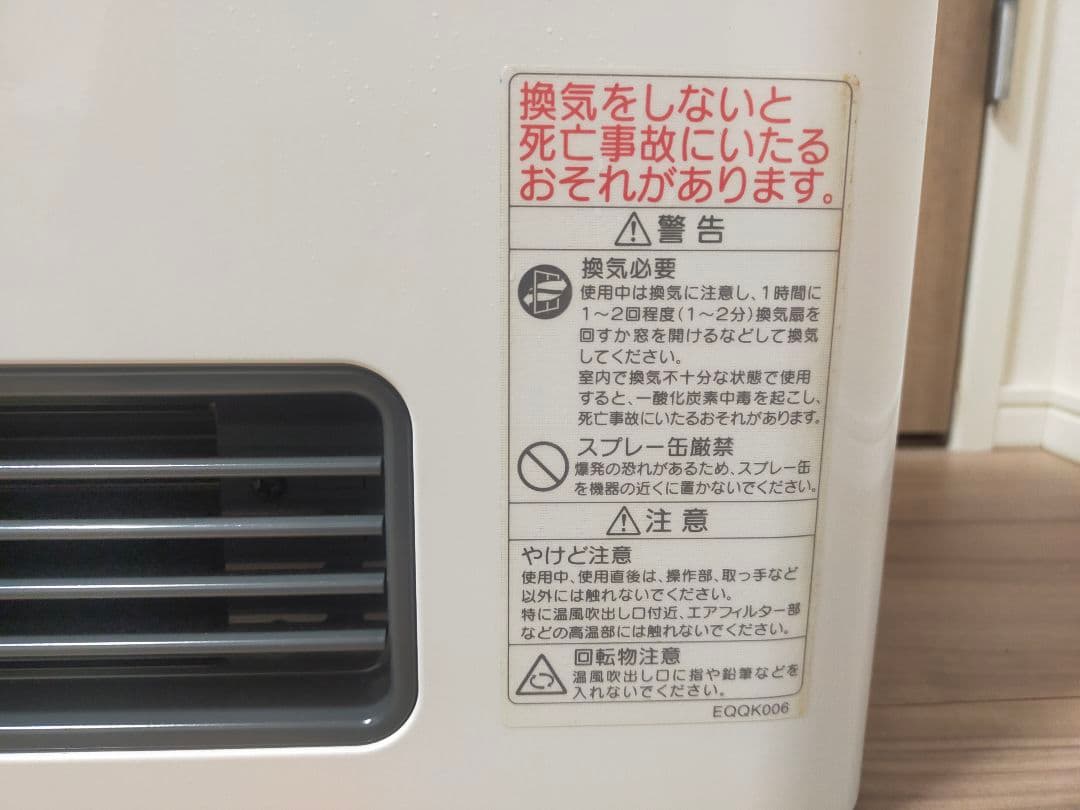 換気をしないと
死亡事故にいたる
おそれがあります。
警告
換気必要
使用中は換気に注意し、1時間に
1～2回程度(1～2分)換気扇を
回すか窓を開けるなどして換気
してください。
室内で換気不十分な状態で使用
すると、一酸化炭素中毒を起こし、
死亡事故にいたるおそれがあります。
スプレー缶厳禁
爆発の恐れがあるため、スプレー缶
を機器の近くに置かないでください。
注意
やけど注意
使用中、使用直後は、操作部、取っ手など
以外には触れないでください。
特に温風吹出し口付近、エアフィルター部
などの高温部には触れないでください。
回転物注意
温風吹出し口に指や鉛筆などを
入れないでください。
EQQK006